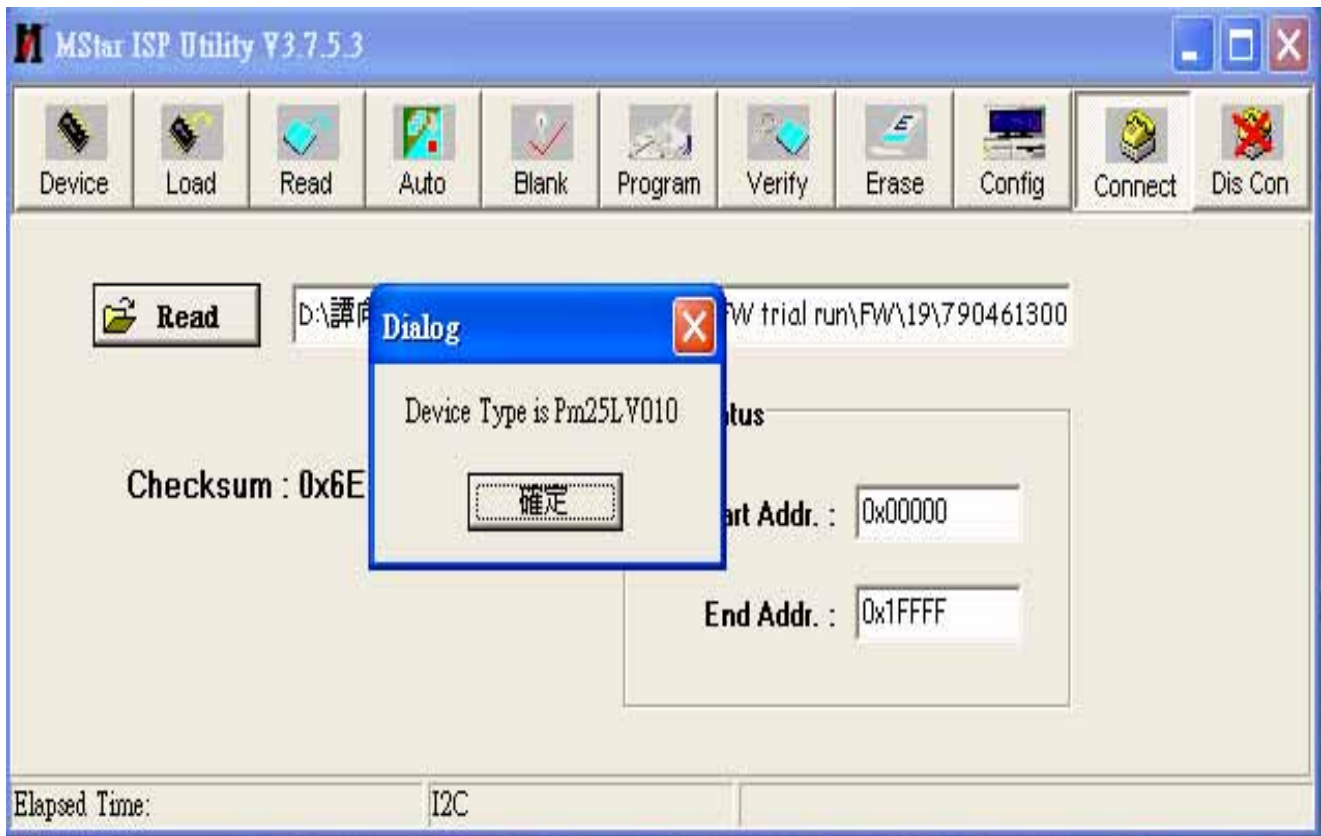 MStar ISP Utility V3.7.5.3
Device Load Read Auto Blank Program Verify Erase Config Connect Dis Con
Read D:\譚向 FW trial run\FW\19\790461300
Dialog
Device Type is Pm25LV010
確定
Checksum : 0x6E
tus
art Addr. : 0x00000
End Addr. : 0x1FFFF
Elapsed Time: I2C